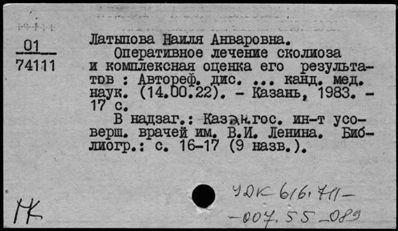 01
74111
Латыпова Наиля Анваровна.
Оперативное лечение сколиоза
и комплексная оценка его результа-
тов : Автореф. дис. ... канд. мед.
наук. (14.00.22). - Казань, 1983. -
17 с.
В надзаг.: Казан.гос. ин-т усо-
верш. врачей им. В.И. Ленина. Биб-
лиогр.: с. 16-17 (9 назв.).
УДК 616.711-
-007.55-089